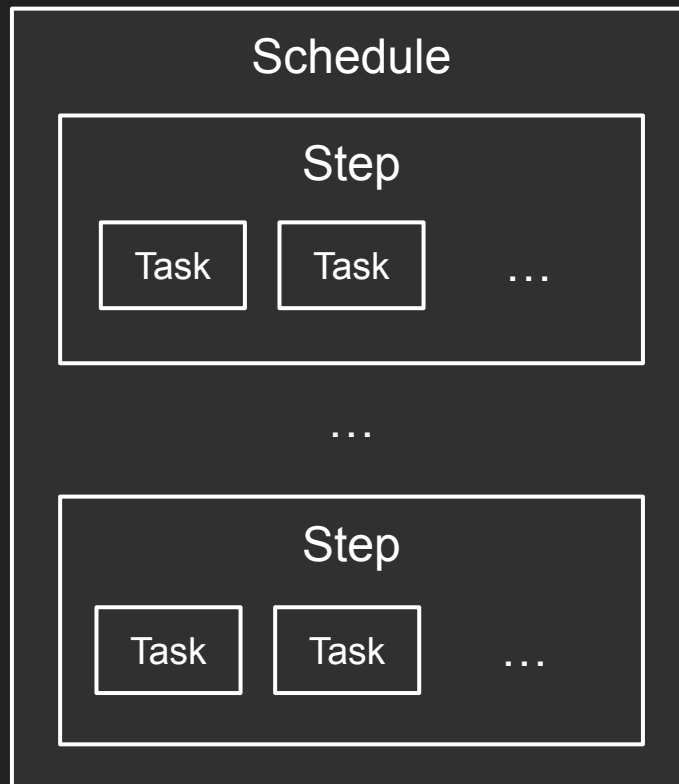 Schedule
Step
Task Task …
…
Step
Task Task …